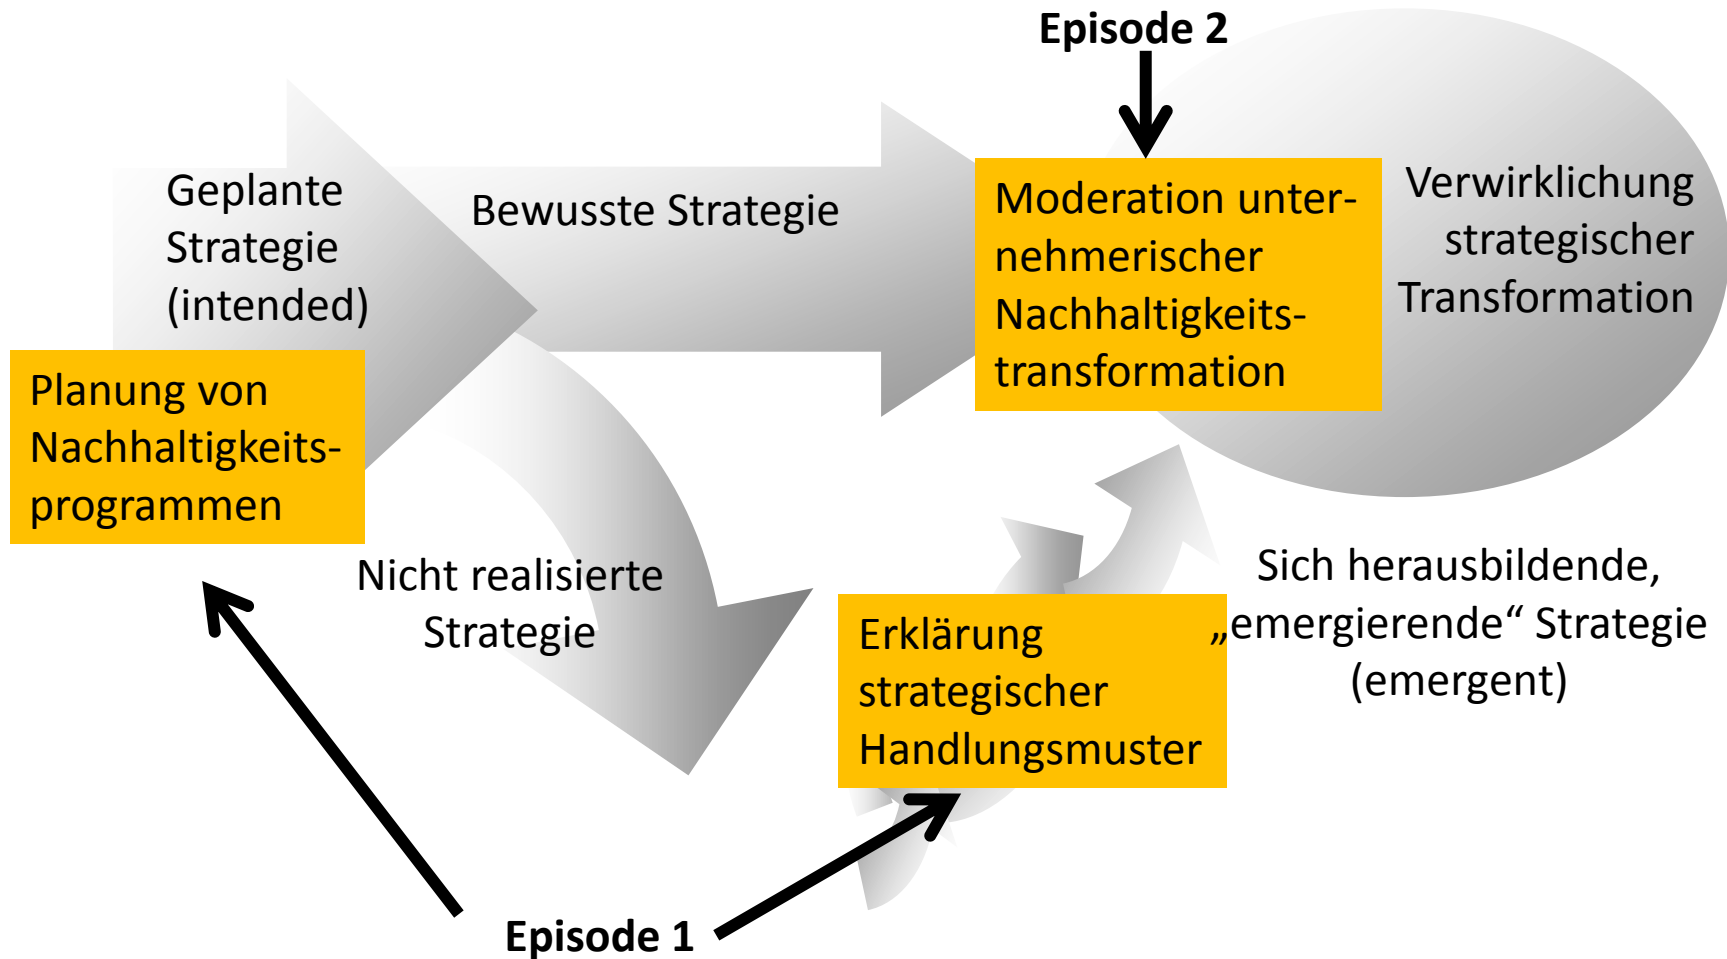 Episode 2
Geplante
Strategie
(intended)
Bewusste Strategie
Moderation unter-
nehmerischer
Nachhaltigkeits-
transformation
Verwirklichung
strategischer
Transformation
Planung von
Nachhaltigkeits-
programmen
Nicht realisierte
Strategie
Erklärung
strategischer
Handlungsmuster
Sich herausbildende,
„emergierende“ Strategie
(emergent)
Episode 1